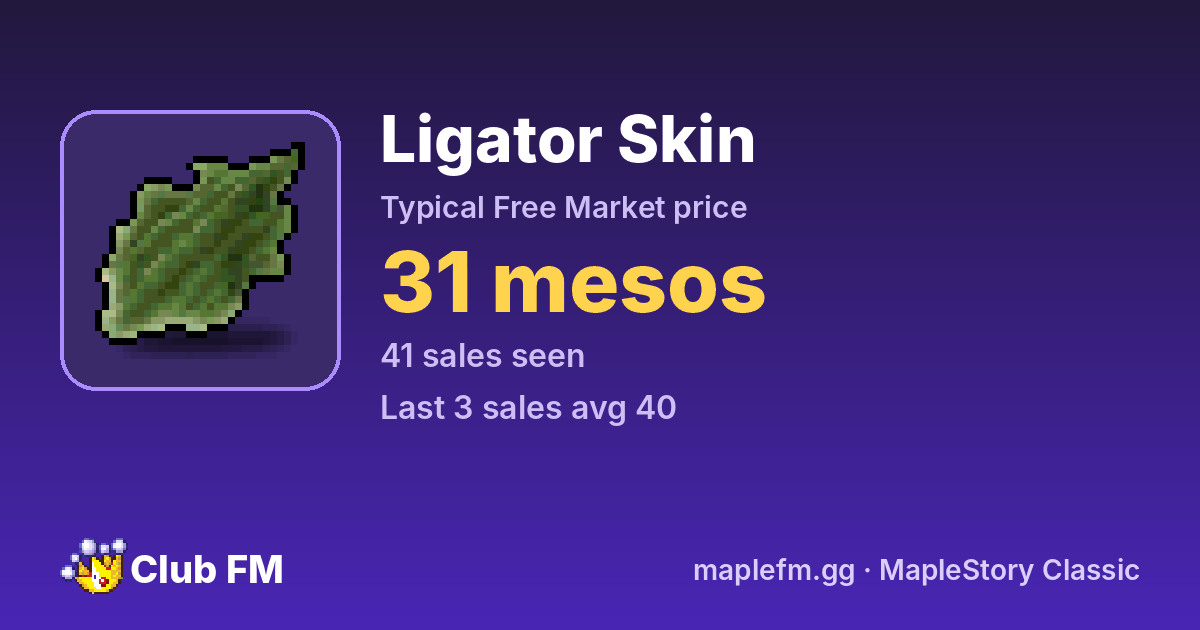 Ligator Skin
Typical Free Market price
31 mesos
41 sales seen
Last 3 sales avg 40
Club FM
maplefm.gg · MapleStory Classic